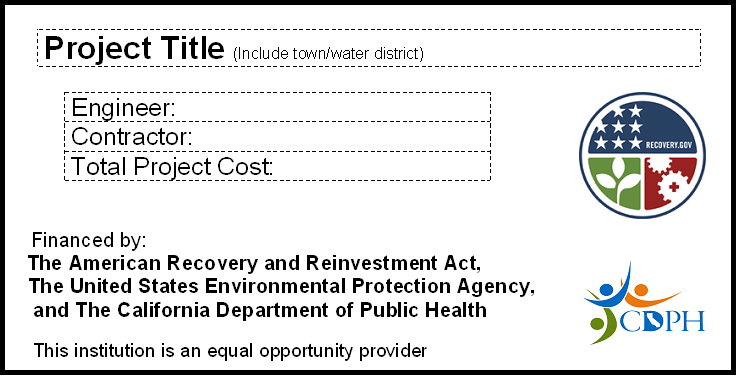 Project Title (Include town/water district)
Engineer:
Contractor:
Total Project Cost:
RECOVERY.GOV
Financed by:
The American Recovery and Reinvestment Act,
The United States Environmental Protection Agency,
and The California Department of Public Health
CDPH
This institution is an equal opportunity provider